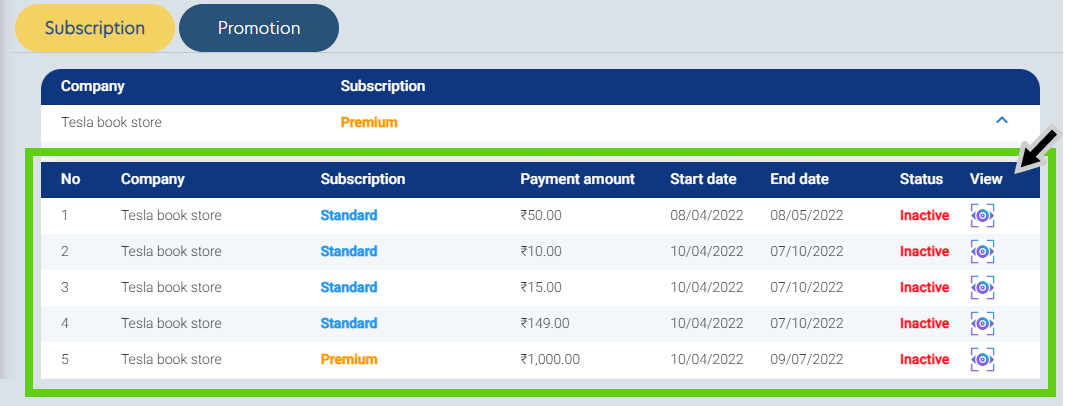 Subscription Promotion
Company Subscription
Tesla book store Premium
No Company Subscription Payment amount Start date End date Status View
1 Tesla book store Standard ₹50.00 08/04/2022 08/05/2022 Inactive
2 Tesla book store Standard ₹10.00 10/04/2022 07/10/2022 Inactive
3 Tesla book store Standard ₹15.00 10/04/2022 07/10/2022 Inactive
4 Tesla book store Standard ₹149.00 10/04/2022 07/10/2022 Inactive
5 Tesla book store Premium ₹1,000.00 10/04/2022 09/07/2022 Inactive